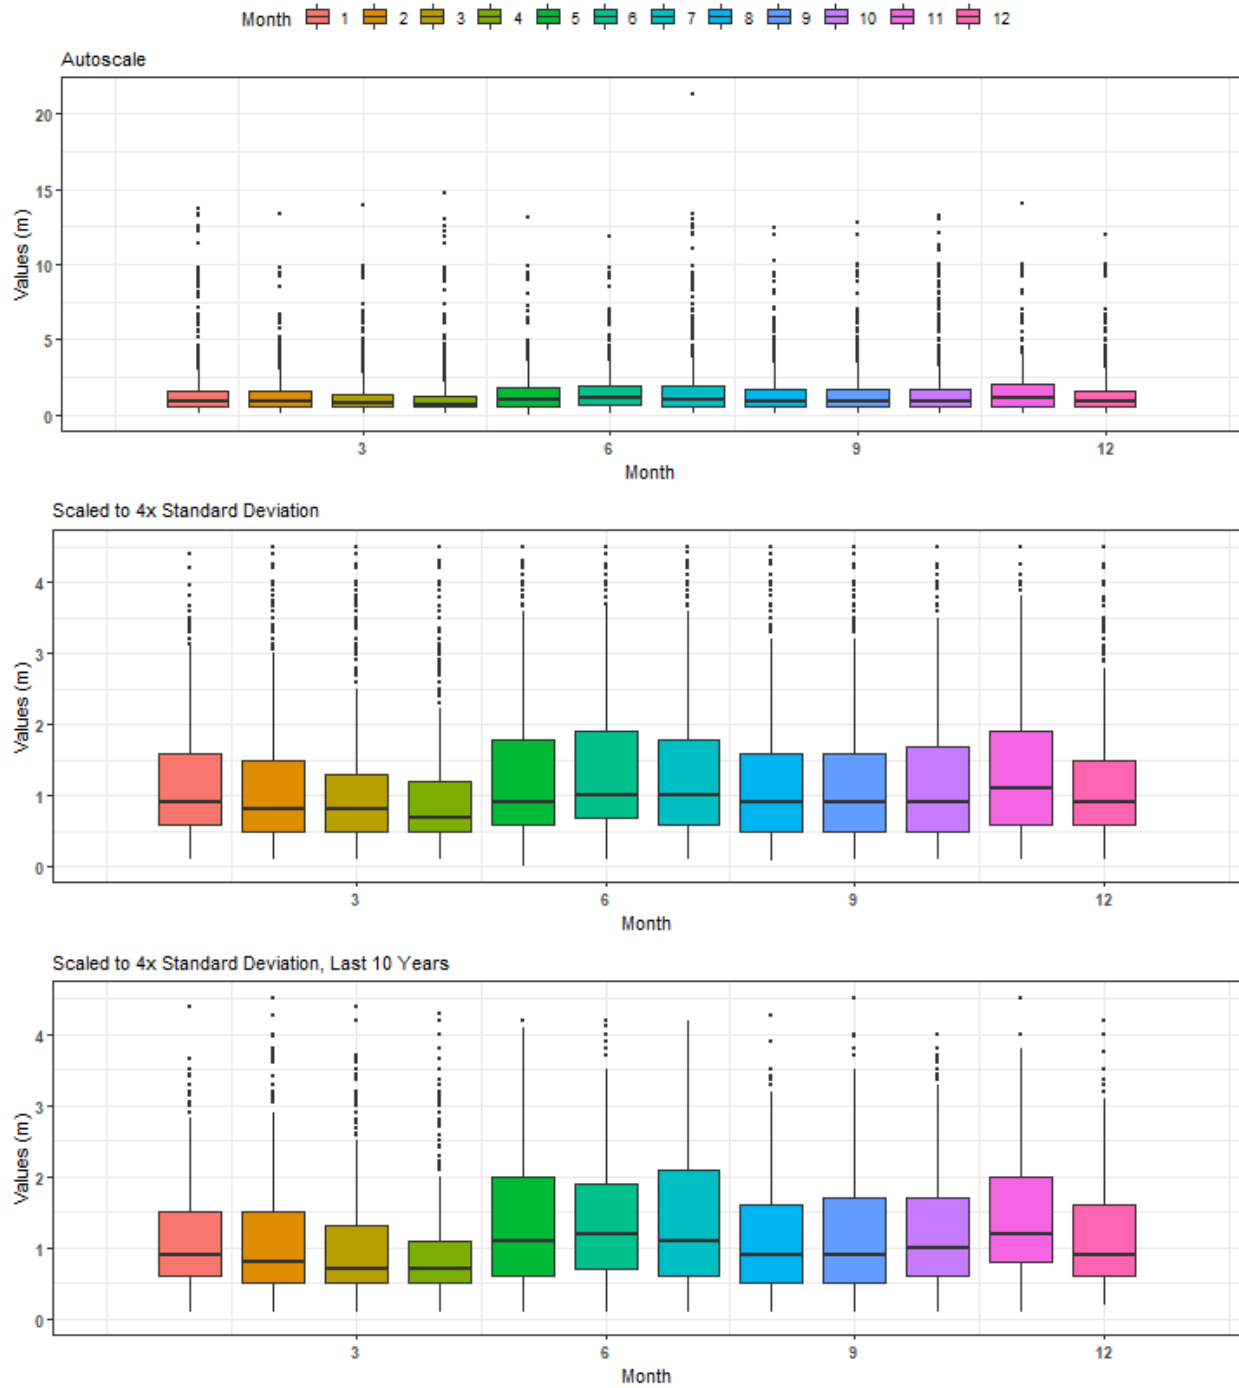 Month 1 2 3 4 5 6 7 8 9 10 11 12
Autoscale
20
15
10
5
0
Values (m)
3 6 9 12
Month
Scaled to 4x Standard Deviation
4
3
2
1
0
Values (m)
3 6 9 12
Month
Scaled to 4x Standard Deviation, Last 10 Years
4
3
2
1
0
Values (m)
3 6 9 12
Month